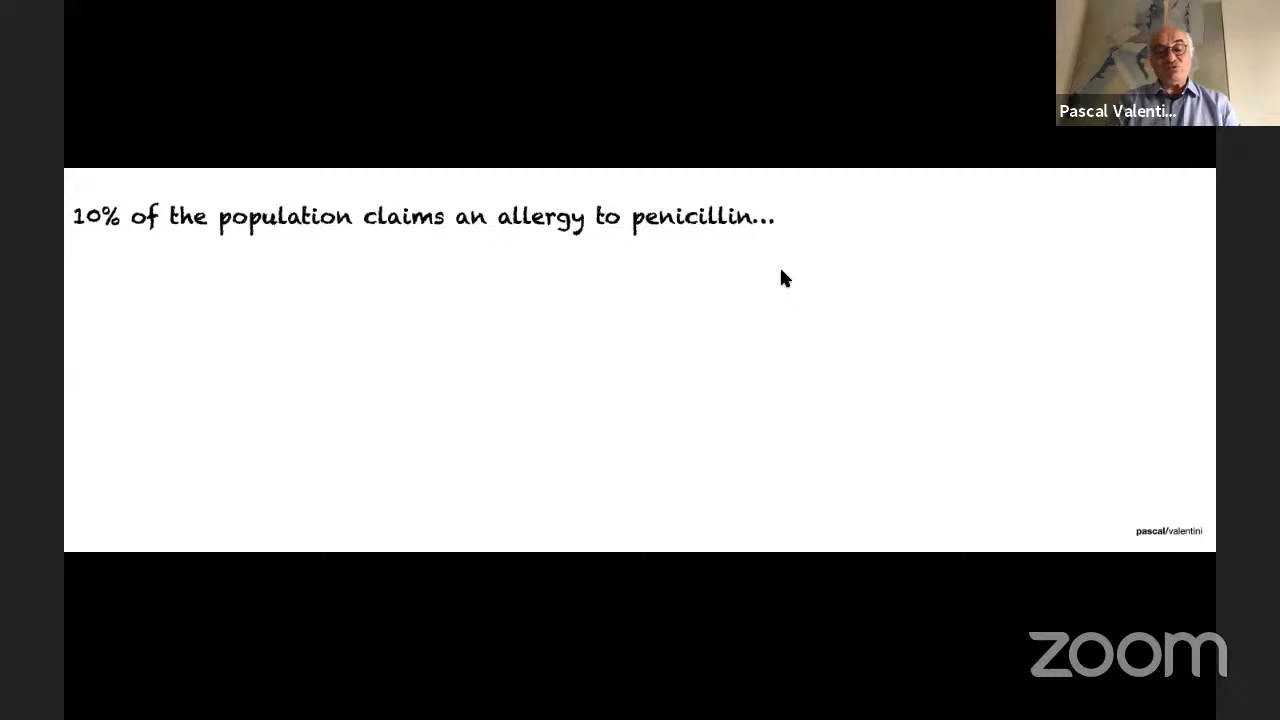 Pascal Valenti...
10% of the population claims an allergy to penicillin...
pascal/valentini
zoom